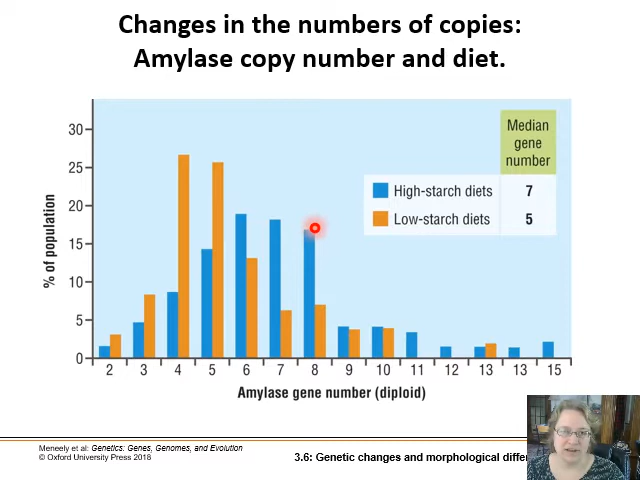 Changes in the numbers of copies:
Amylase copy number and diet.
Median
gene
number
High-starch diets 7
Low-starch diets 5
% of population
30
25
20
15
10
5
0
2 3 4 5 6 7 8 9 10 11 12 13 13 15
Amylase gene number (diploid)
Meneely et al: Genetics: Genes, Genomes, and Evolution
© Oxford University Press 2018
3.6: Genetic changes and morphological differ